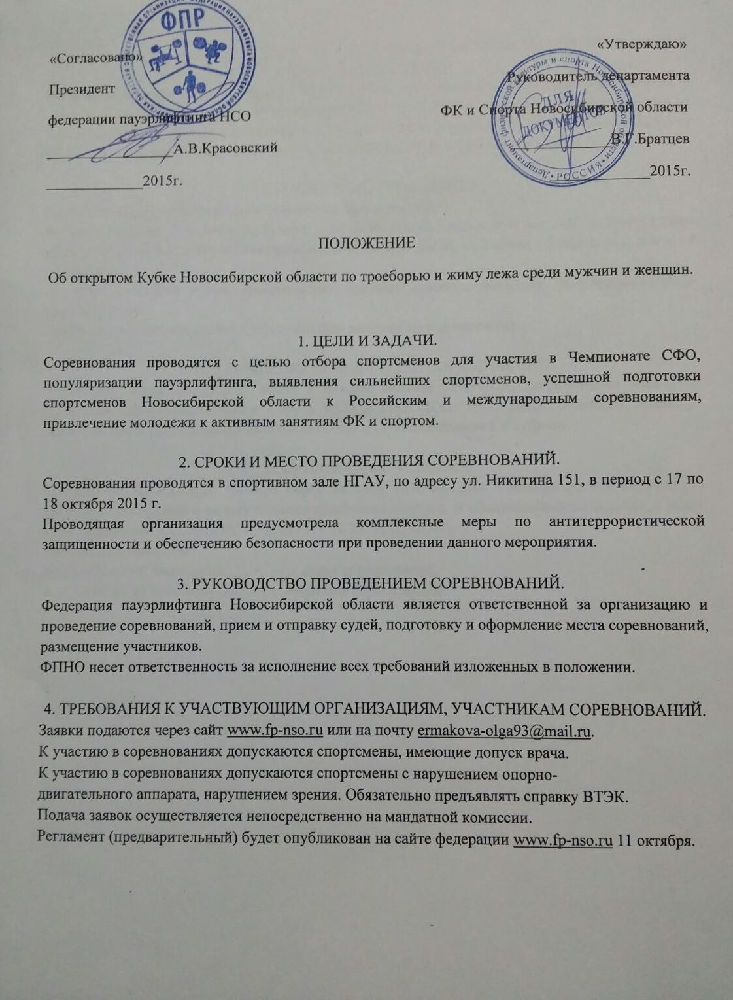 ФПР
«Согласовано»
Президент
федерации пауэрлифтинга НСО
А.В.Красовский
2015г.
«Утверждаю»
Руководитель департамента
ФК и Спорта Новосибирской области
В.Г.Братцев
2015г.
Департамент физической культуры и спорта Новосибирской области
• РОССИЯ •
ДЛЯ
ДОКУМЕНТОВ
ПОЛОЖЕНИЕ
Об открытом Кубке Новосибирской области по троеборью и жиму лежа среди мужчин и женщин.
1. ЦЕЛИ И ЗАДАЧИ.
Соревнования проводятся с целью отбора спортсменов для участия в Чемпионате СФО,
популяризации пауэрлифтинга, выявления сильнейших спортсменов, успешной подготовки
спортсменов Новосибирской области к Российским и международным соревнованиям,
привлечение молодежи к активным занятиям ФК и спортом.
2. СРОКИ И МЕСТО ПРОВЕДЕНИЯ СОРЕВНОВАНИЙ.
Соревнования проводятся в спортивном зале НГАУ, по адресу ул. Никитина 151, в период с 17 по
18 октября 2015 г.
Проводящая организация предусмотрела комплексные меры по антитеррористической
защищенности и обеспечению безопасности при проведении данного мероприятия.
3. РУКОВОДСТВО ПРОВЕДЕНИЕМ СОРЕВНОВАНИЙ.
Федерация пауэрлифтинга Новосибирской области является ответственной за организацию и
проведение соревнований, прием и отправку судей, подготовку и оформление места соревнований,
размещение участников.
ФПНО несет ответственность за исполнение всех требований изложенных в положении.
4. ТРЕБОВАНИЯ К УЧАСТВУЮЩИМ ОРГАНИЗАЦИЯМ, УЧАСТНИКАМ СОРЕВНОВАНИЙ.
Заявки подаются через сайт www.fp-nso.ru или на почту ermakova-olga93@mail.ru.
К участию в соревнованиях допускаются спортсмены, имеющие допуск врача.
К участию в соревнованиях допускаются спортсмены с нарушением опорно-
двигательного аппарата, нарушением зрения. Обязательно предъявлять справку ВТЭК.
Подача заявок осуществляется непосредственно на мандатной комиссии.
Регламент (предварительный) будет опубликован на сайте федерации www.fp-nso.ru 11 октября.